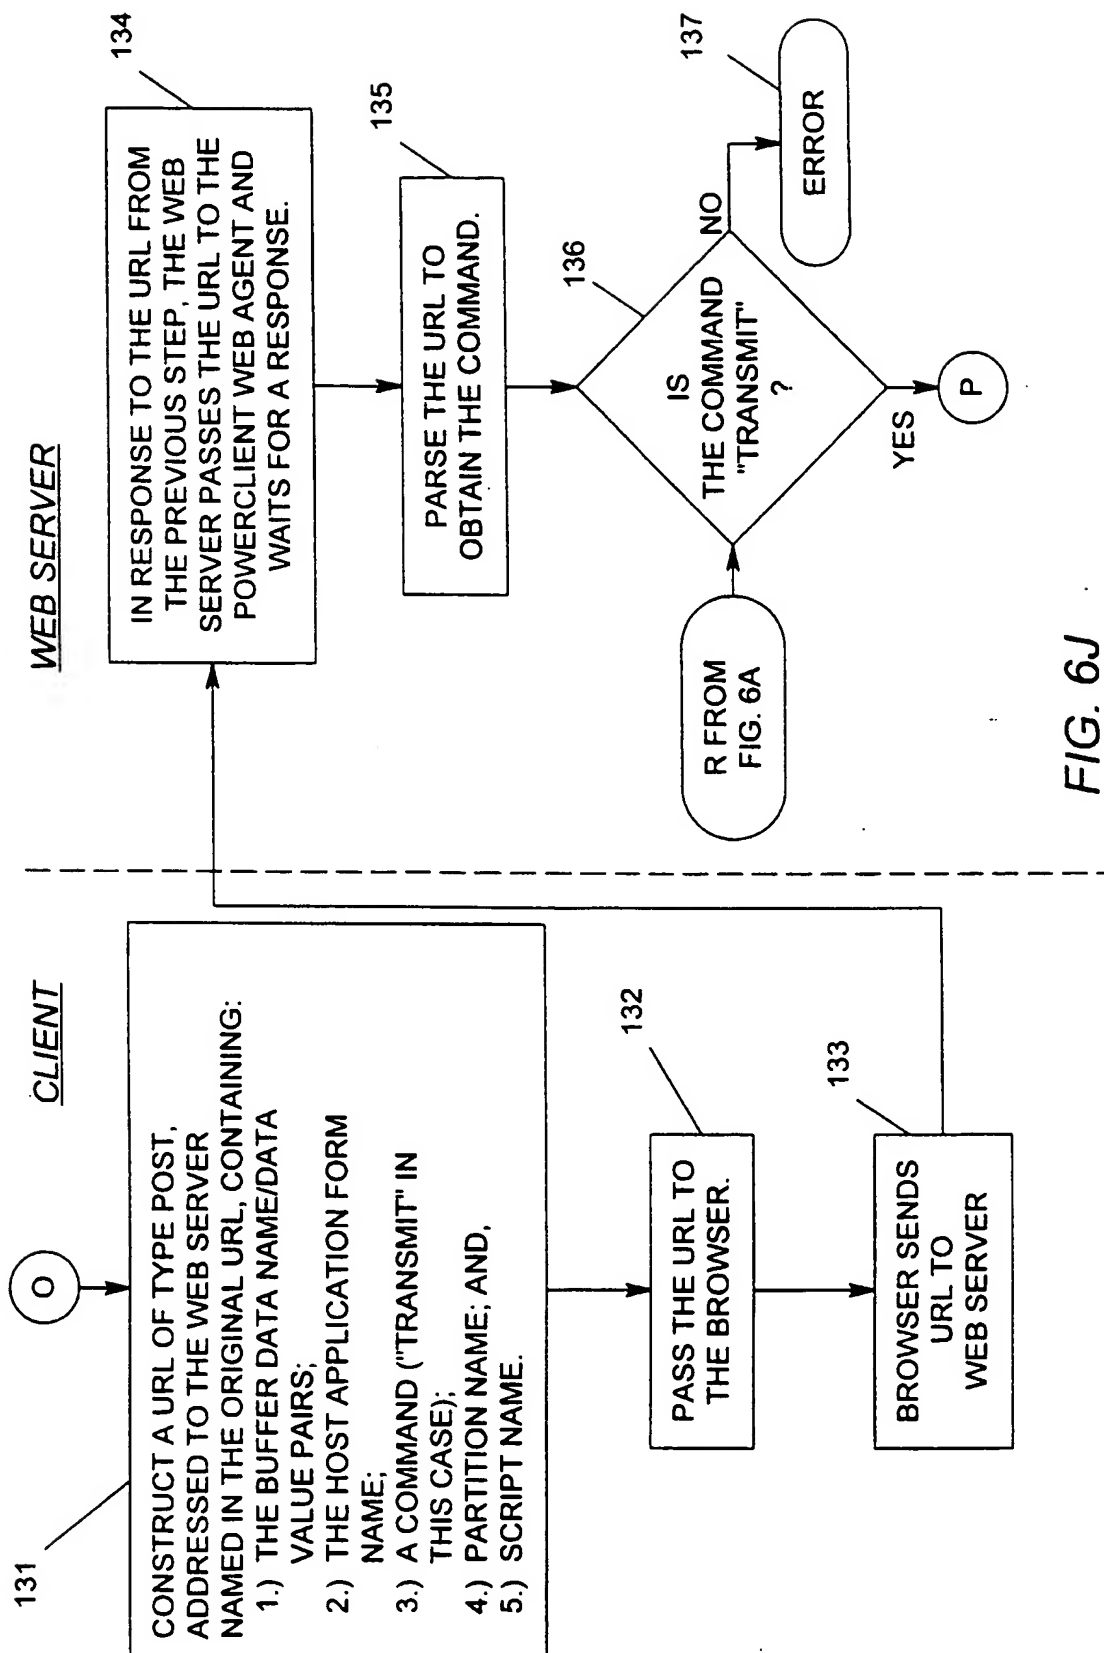 CLIENT
O
131
CONSTRUCT A URL OF TYPE POST,
ADDRESSED TO THE WEB SERVER
NAMED IN THE ORIGINAL URL, CONTAINING:
1.) THE BUFFER DATA NAME/DATA
VALUE PAIRS;
2.) THE HOST APPLICATION FORM
NAME;
3.) A COMMAND ("TRANSMIT" IN
THIS CASE);
4.) PARTITION NAME; AND,
5.) SCRIPT NAME.
132
PASS THE URL TO
THE BROWSER.
133
BROWSER SENDS
URL TO
WEB SERVER
WEB SERVER
134
IN RESPONSE TO THE URL FROM
THE PREVIOUS STEP, THE WEB
SERVER PASSES THE URL TO THE
POWERCLIENT WEB AGENT AND
WAITS FOR A RESPONSE.
135
PARSE THE URL TO
OBTAIN THE COMMAND.
R FROM
FIG. 6A
136
IS
THE COMMAND
"TRANSMIT"
?
NO
137
ERROR
YES
P
FIG. 6J